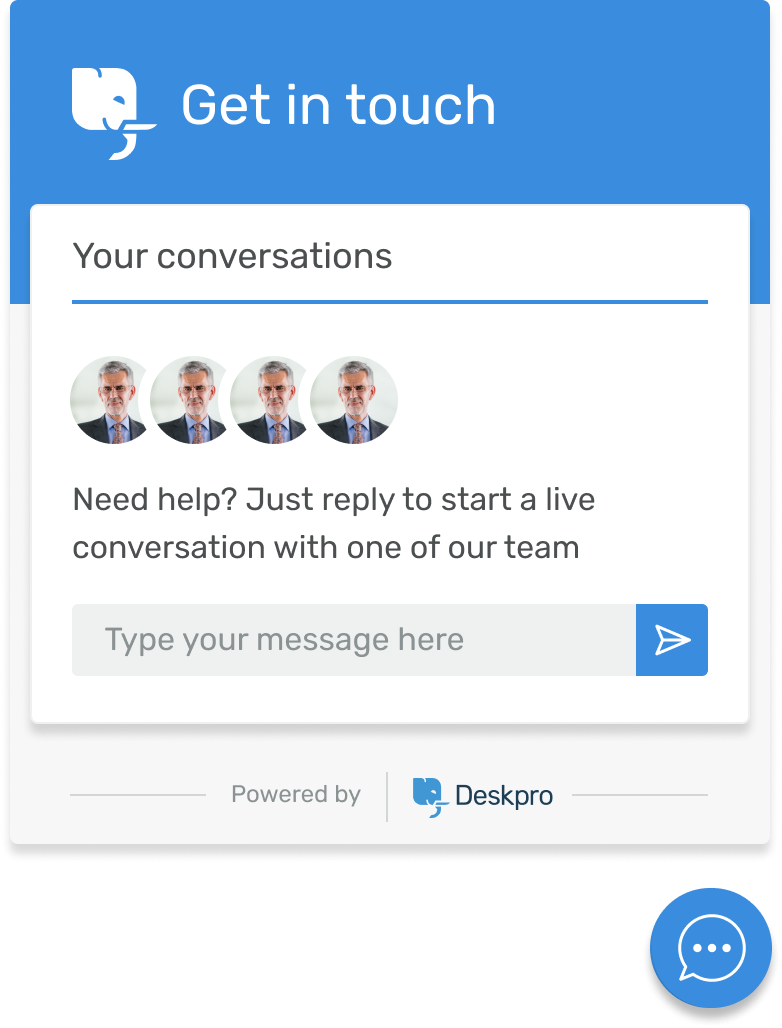 Get in touch
Your conversations
Need help? Just reply to start a live
conversation with one of our team
Type your message here
Powered by Deskpro